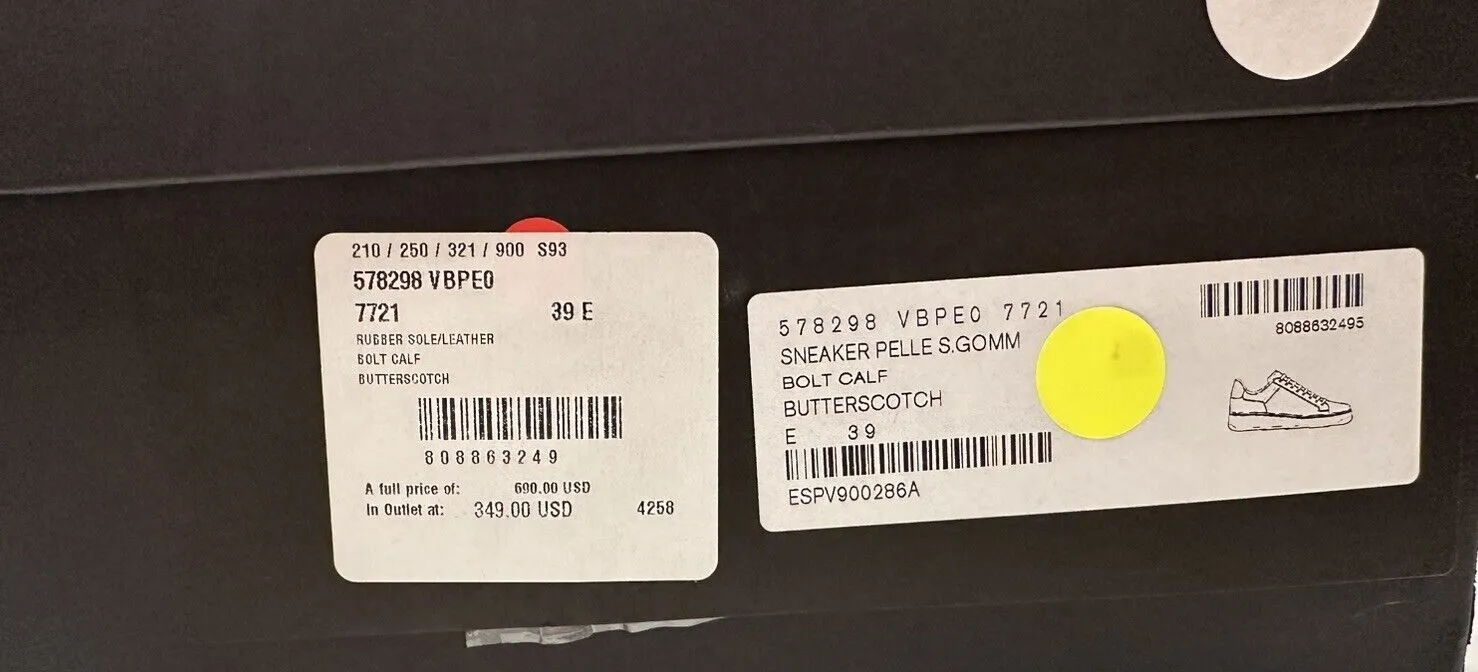 210 / 250 / 321 / 900 S93
578298 VBPE0
7721 39 E
RUBBER SOLE/LEATHER
BOLT CALF
BUTTERSCOTCH
808863249
A full price of: 690.00 USD
In Outlet at: 349.00 USD 4258
578298 VBPE0 7721
SNEAKER PELLE S.GOMM
BOLT CALF
BUTTERSCOTCH
E 39
ESPV900286A
8088632495